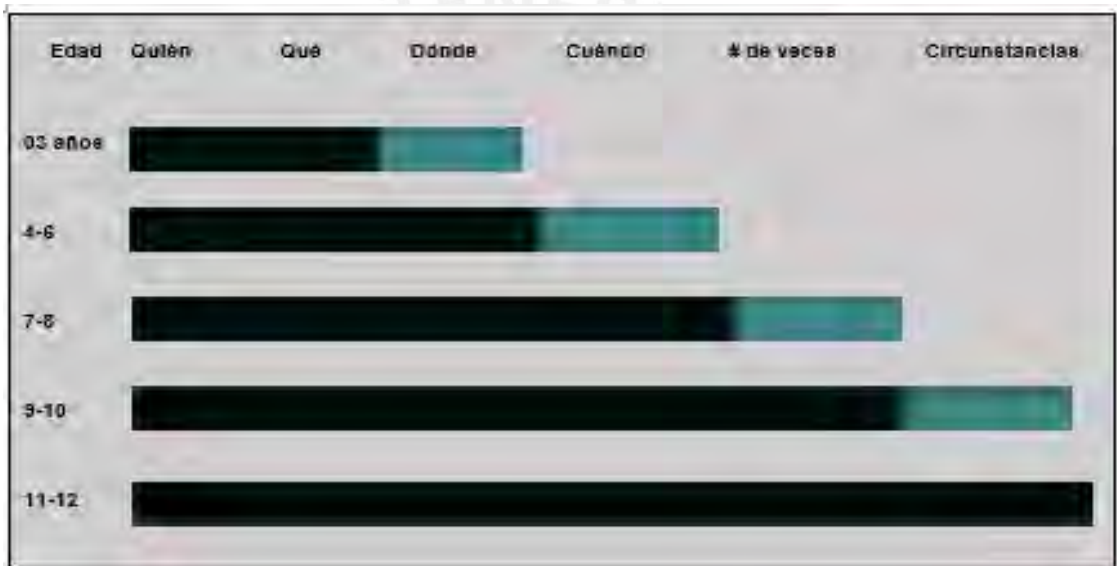 Edad Quién Qué Dónde Cuándo # de veces Circunstancias
03 años
4-6
7-8
9-10
11-12